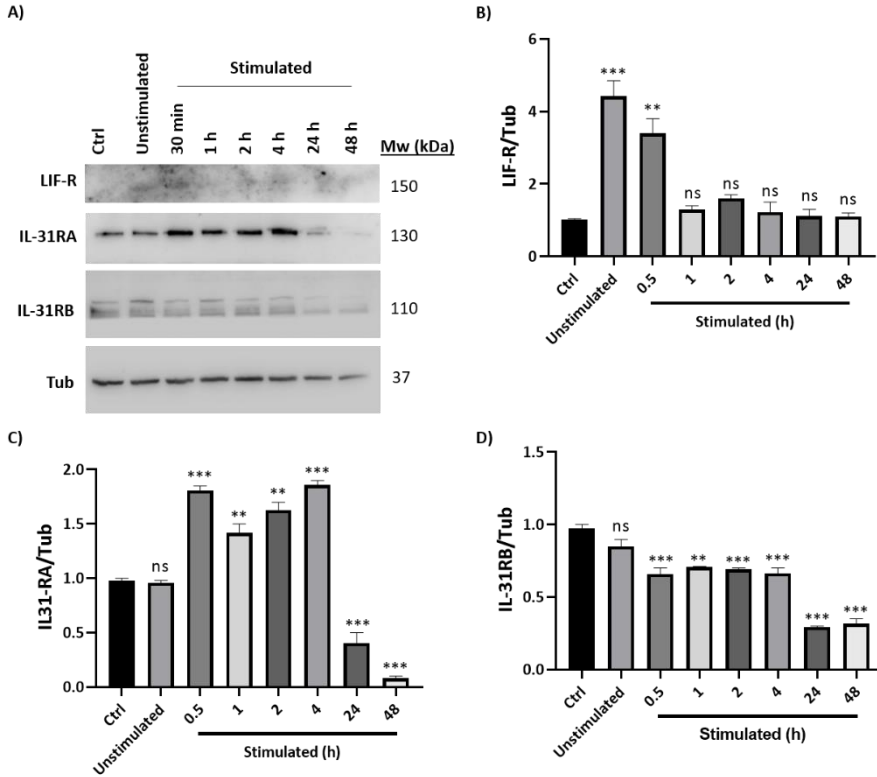 A)
Stimulated
Ctrl
Unstimulated
30 min
1 h
2 h
4 h
24 h
48 h
Mw (kDa)
LIF-R
150
IL-31RA
130
IL-31RB
110
Tub
37
B)
LIF-R/Tub
6
4
2
0
***
**
ns
ns
ns
ns
ns
Ctrl
Unstimulated
0.5
1
2
4
24
48
Stimulated (h)
C)
IL31-RA/Tub
2.0
1.5
1.0
0.5
0.0
ns
***
**
**
***
***
***
Ctrl
Unstimulated
0.5
1
2
4
24
48
Stimulated (h)
D)
IL-31RB/Tub
1.5
1.0
0.5
0.0
ns
***
**
***
***
***
***
Ctrl
Unstimulated
0.5
1
2
4
24
48
Stimulated (h)